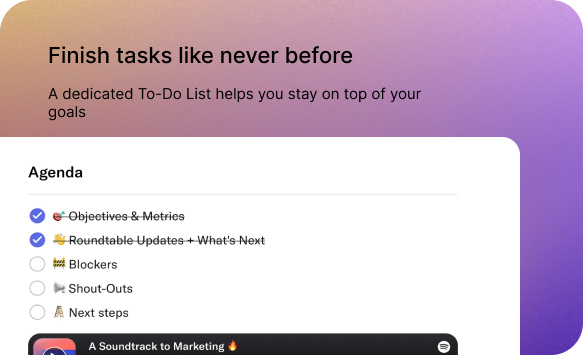 Finish tasks like never before
A dedicated To-Do List helps you stay on top of your
goals
Agenda
🎯 Objectives & Metrics
👋 Roundtable Updates + What's Next
🚧 Blockers
📣 Shout-Outs
🪜 Next steps
A Soundtrack to Marketing 🔥